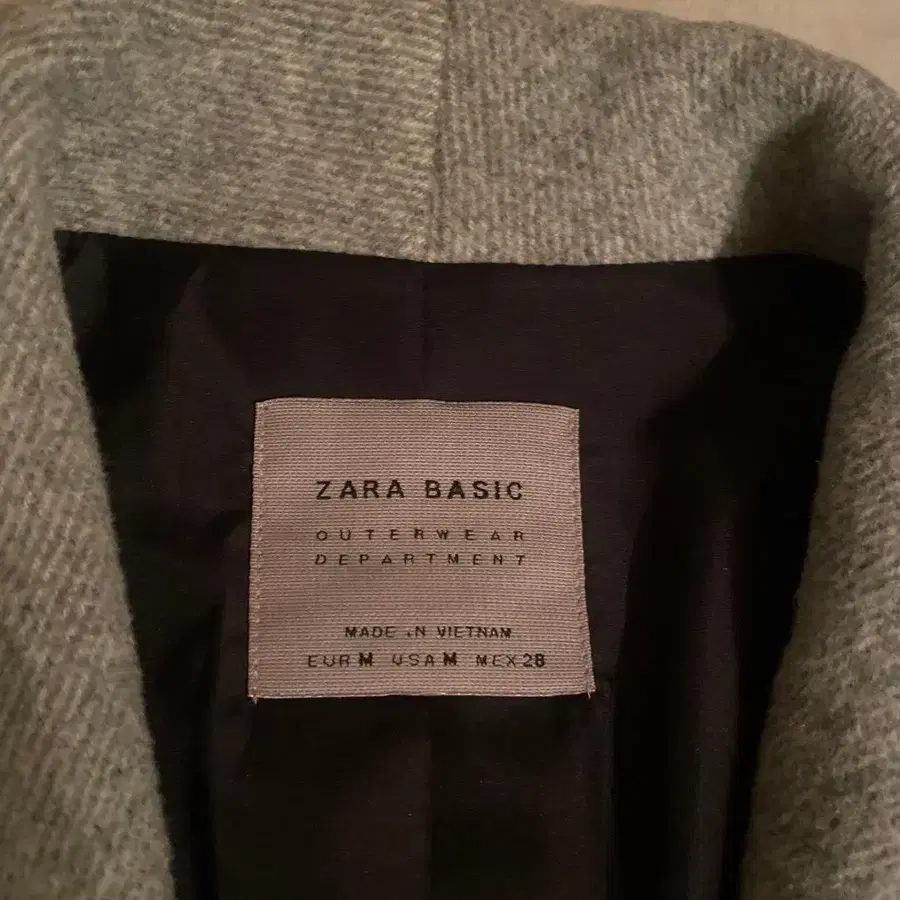 ZARA BASIC
OUTERWEAR
DEPARTMENT
MADE IN VIETNAM
EUR M USA M MEX 28